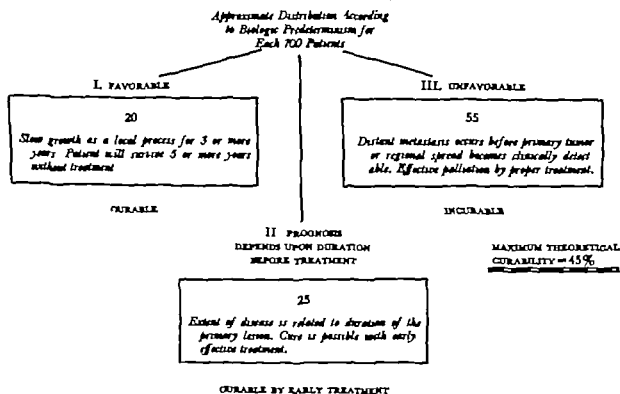 Approximate Distribution According
to Biologic Predeterminism for
Each 100 Patients
I. FAVORABLE
20
Slow growth as a local process for 3 or more
years. Patient will survive 5 or more years
without treatment
CURABLE
III. UNFAVORABLE
55
Distant metastasis occurs before primary tumor
or regional spread becomes clinically detect
able. Effective palliation by proper treatment.
INCURABLE
II PROGNOSIS
DEPENDS UPON DURATION
BEFORE TREATMENT
25
Extent of disease is related to duration of the
primary lesion. Cure is possible with early
effective treatment.
CURABLE BY EARLY TREATMENT
MAXIMUM THEORETICAL
CURABILITY = 45%